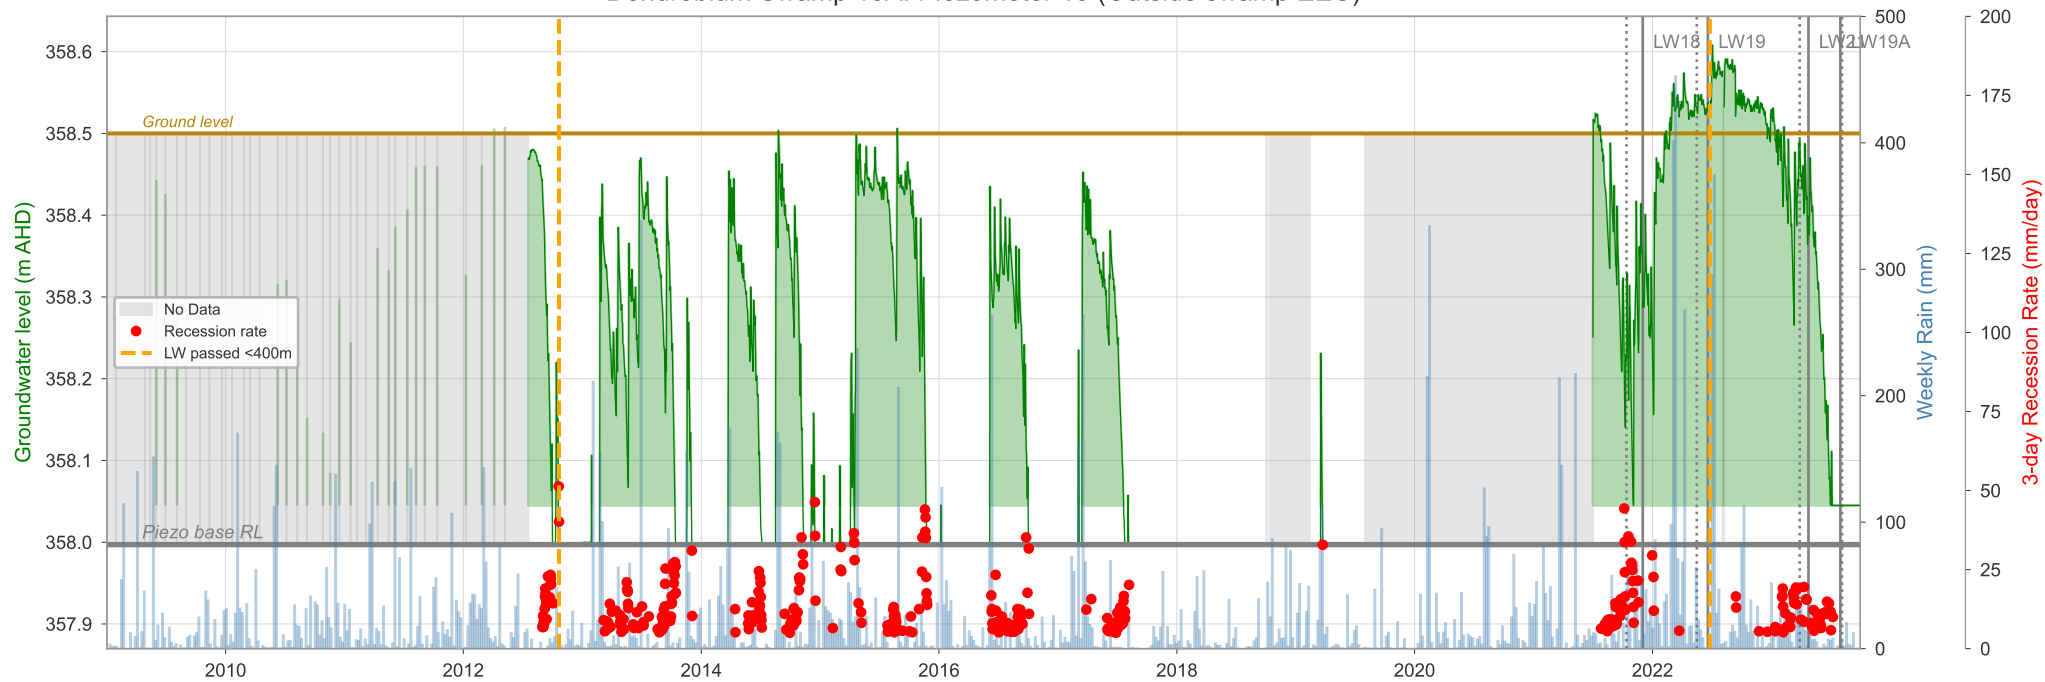 358.6
358.5
358.4
358.3
358.2
358.1
358.0
357.9
Groundwater level (m AHD)
Ground level
No Data
Recession rate
LW passed <400m
Piezo base RL
LW18
LW19
LW19A
500
400
300
200
100
0
Weekly Rain (mm)
200
175
150
125
100
75
50
25
0
3-day Recession Rate (mm/day)
2010
2012
2014
2016
2018
2020
2022